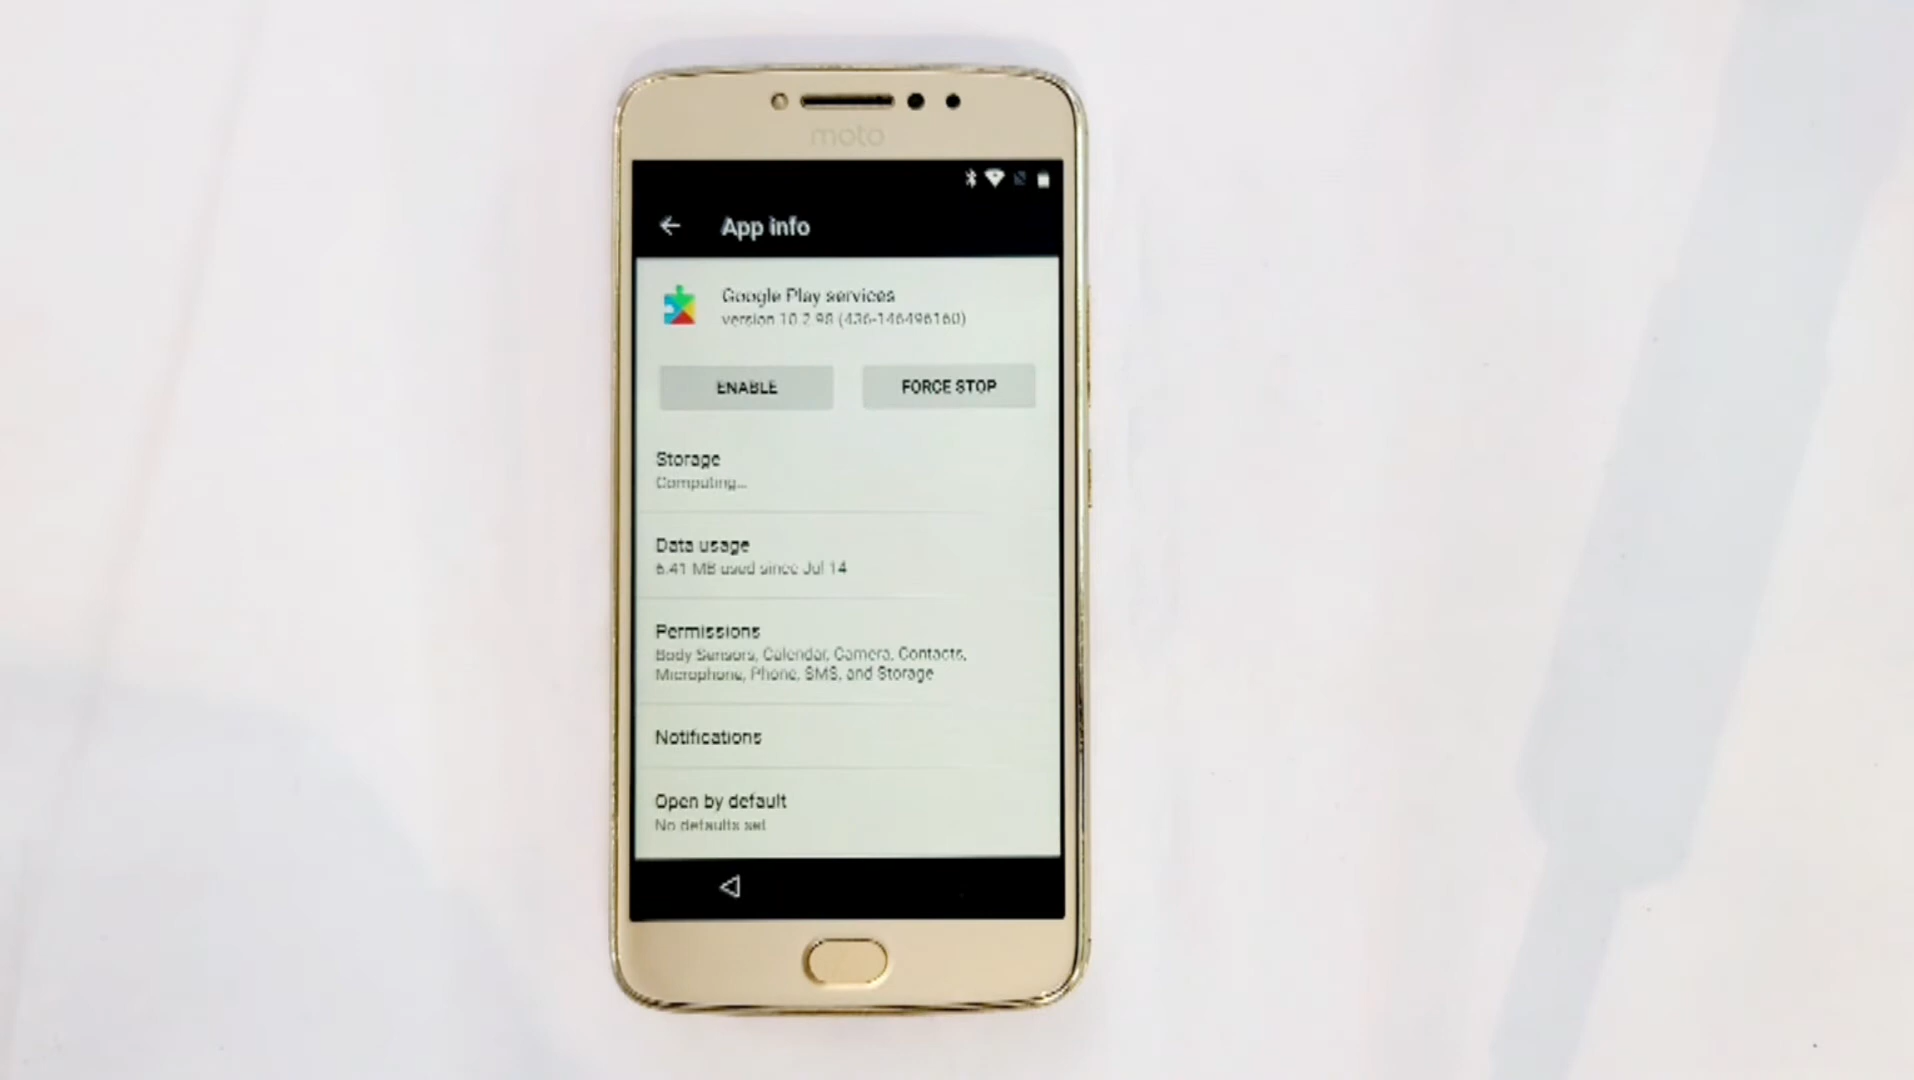 moto
App info
Google Play services
version 10.2.98 (436-146496160)
ENABLE
FORCE STOP
Storage
Computing...
Data usage
6.41 MB used since Jul 14
Permissions
Body Sensors, Calendar, Camera, Contacts,
Microphone, Phone, SMS, and Storage
Notifications
Open by default
No defaults set